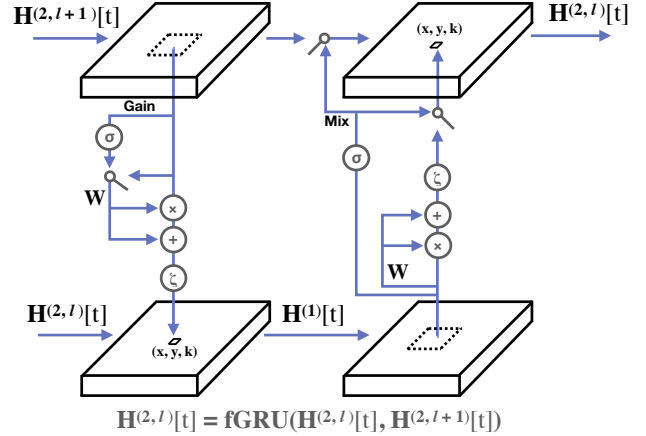 H(2, l+1)[t]
(x, y, k)
H(2, l)[t]
Gain
Mix
σ
σ
W
ζ
×
+
+
×
W
ζ
H(2, l)[t]
H(1)[t]
(x, y, k)
H(2, l)[t] = fGRU(H(2, l)[t], H(2, l+1)[t])